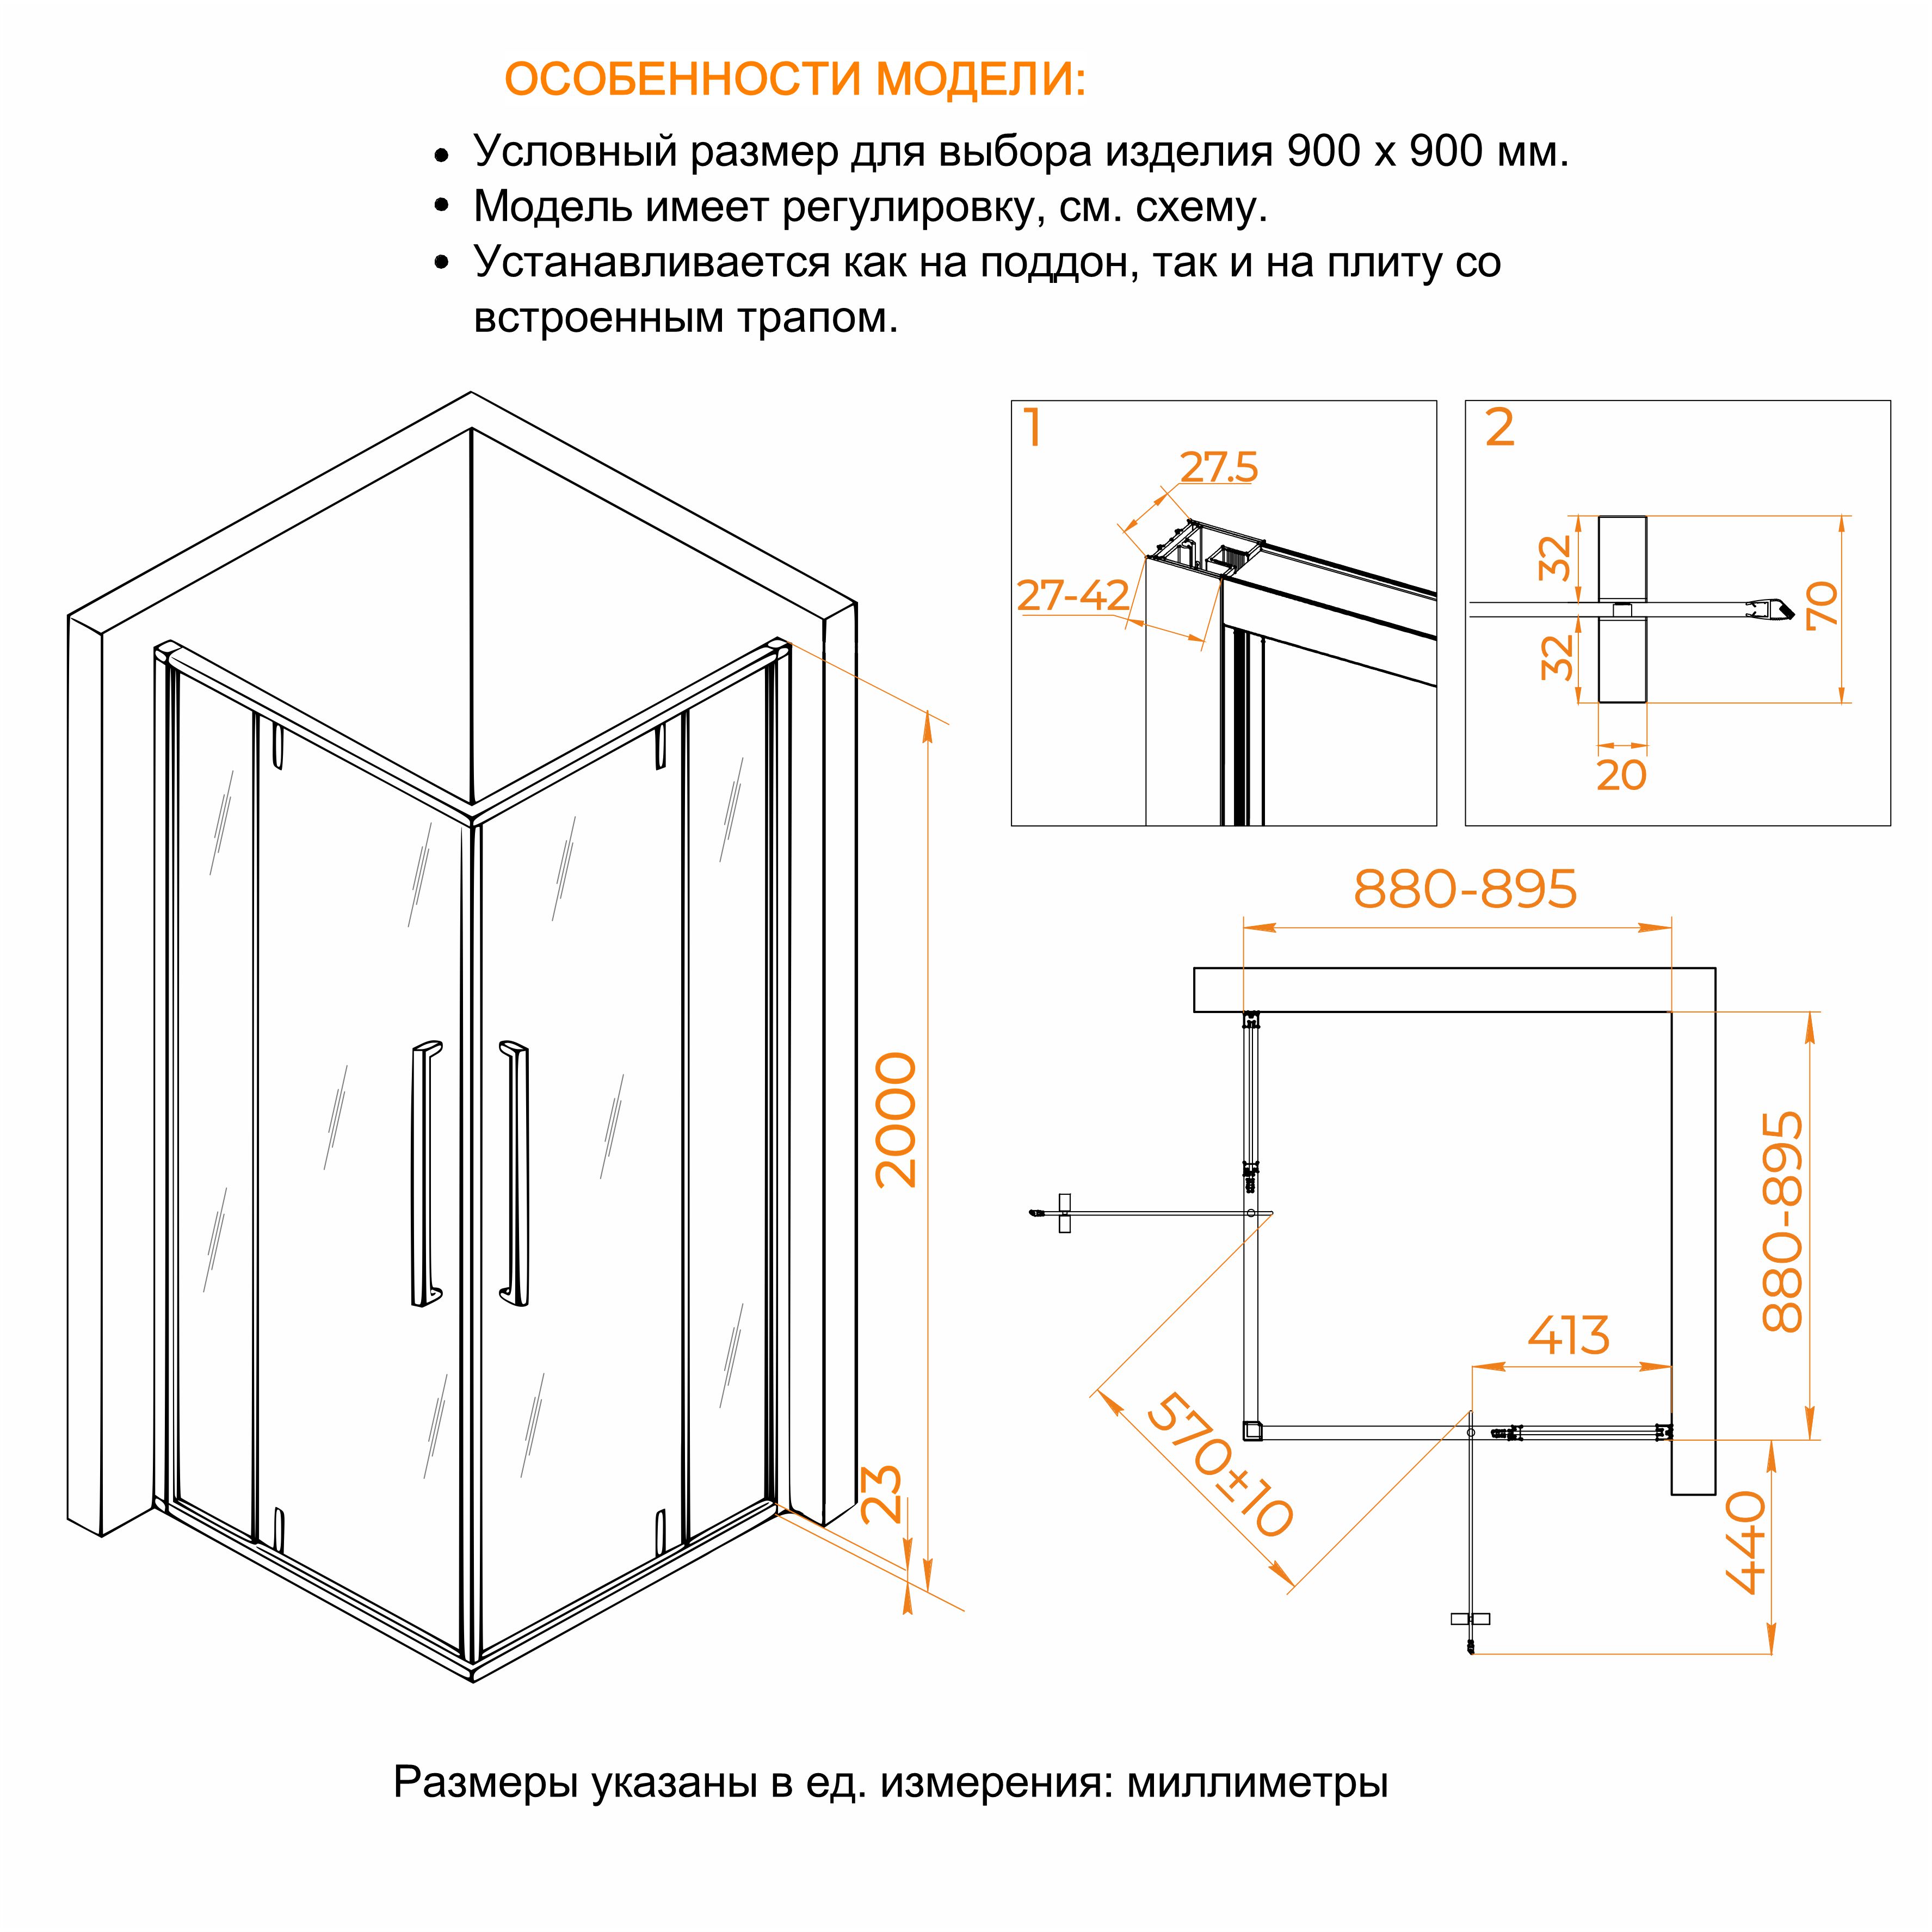 ОСОБЕННОСТИ МОДЕЛИ:
• Условный размер для выбора изделия 900 х 900 мм.
• Модель имеет регулировку, см. схему.
• Устанавливается как на поддон, так и на плиту со
встроенным трапом.
1
27.5
27-42
2
32
32
70
20
880-895
2000
880-895
413
570±10
23
440
Размеры указаны в ед. измерения: миллиметры